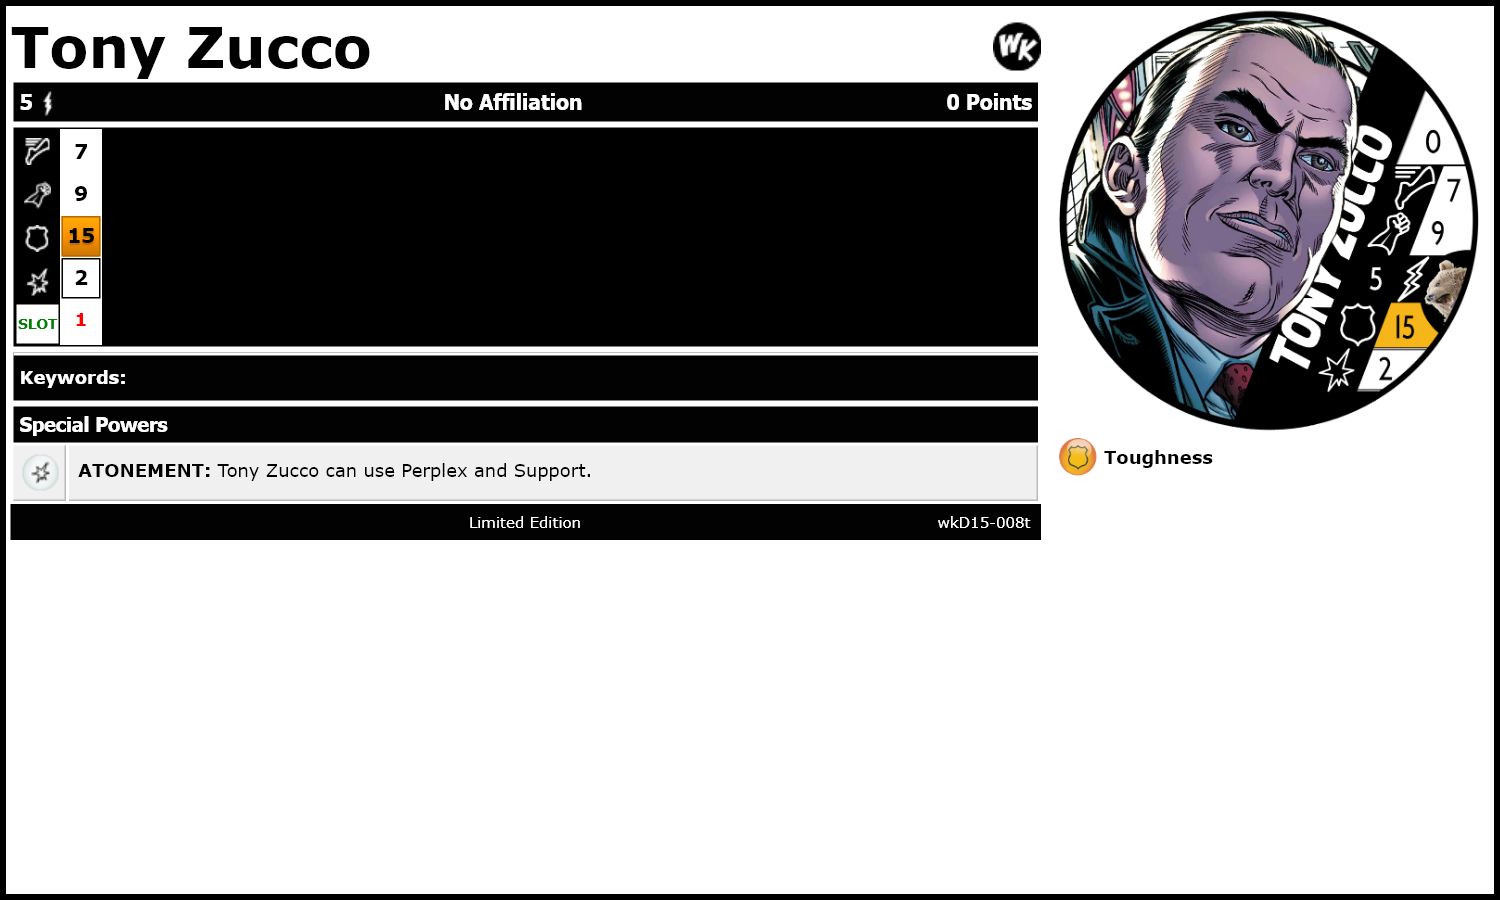 Tony Zucco
WK
5 No Affiliation 0 Points
7
9
15
2
SLOT 1
Keywords:
Special Powers
ATONEMENT: Tony Zucco can use Perplex and Support.
Limited Edition wkD15-008t
TONY ZUCCO
0
7
9
5
15
2
Toughness